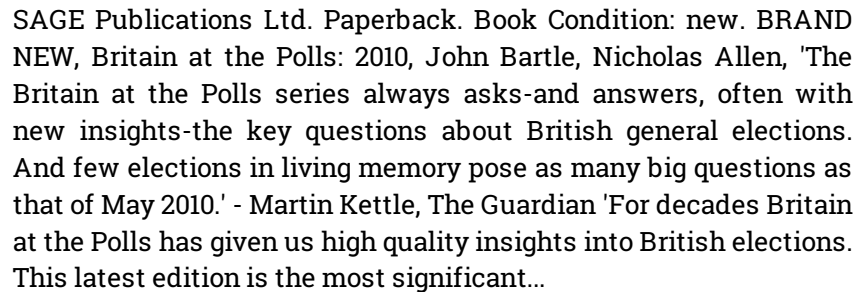 SAGE Publications Ltd. Paperback. Book Condition: new. BRAND
NEW, Britain at the Polls: 2010, John Bartle, Nicholas Allen, 'The
Britain at the Polls series always asks-and answers, often with
new insights-the key questions about British general elections.
And few elections in living memory pose as many big questions as
that of May 2010.' - Martin Kettle, The Guardian 'For decades Britain
at the Polls has given us high quality insights into British elections.
This latest edition is the most significant...